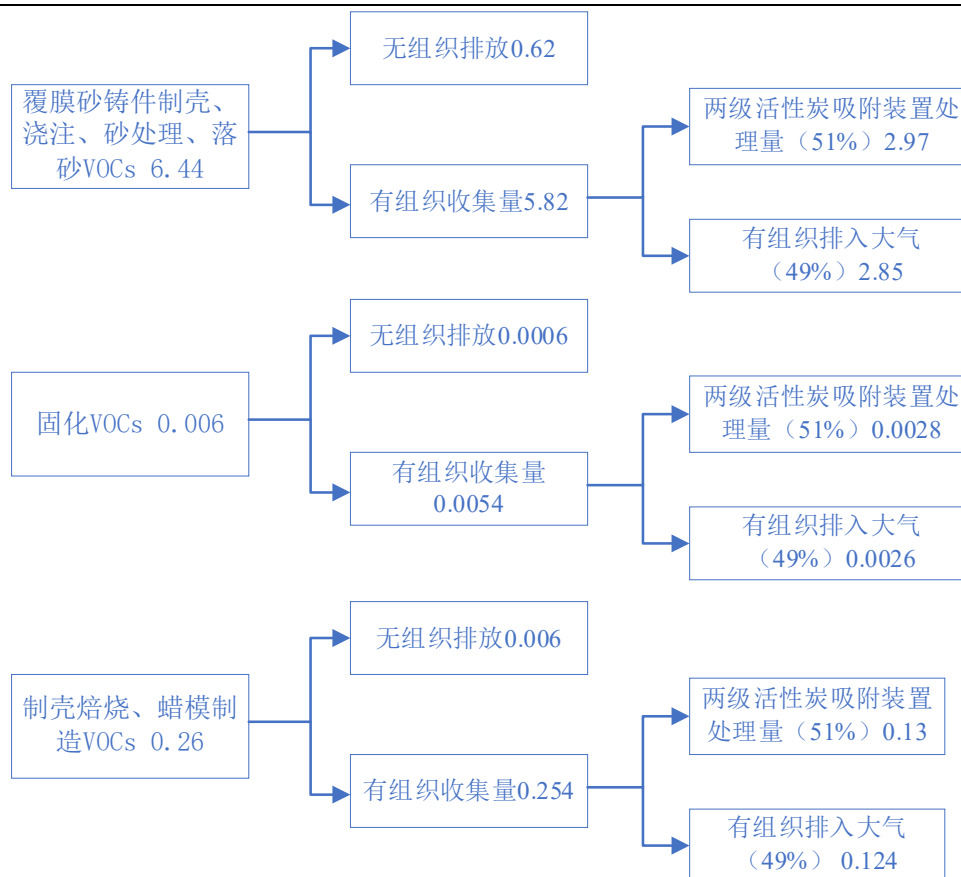 无组织排放0.62
覆膜砂铸件制壳、
浇注、砂处理、落
砂VOCs 6.44
两级活性炭吸附装置处
理量（51%）2.97
有组织收集量5.82
有组织排入大气
（49%）2.85
无组织排放0.0006
固化VOCs 0.006
两级活性炭吸附装置处
理量（51%）0.0028
有组织收集量
0.0054
有组织排入大气
（49%）0.0026
无组织排放0.006
制壳焙烧、蜡模制
造VOCs 0.26
两级活性炭吸附装置
处理量（51%）0.13
有组织收集量0.254
有组织排入大气
（49%） 0.124